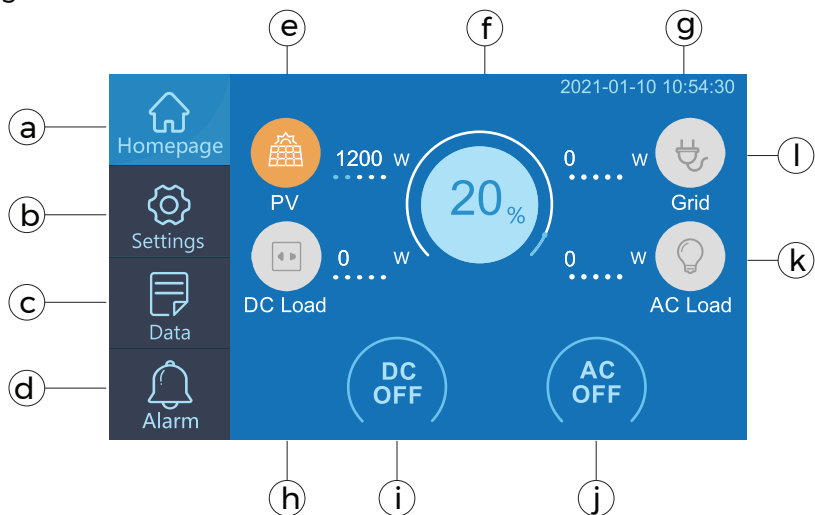 e f g
2021-01-10 10:54:30
a
Homepage
1200 W
0 W
l
PV
20%
Grid
b
Settings
0 W
0 W
k
DC Load
AC Load
c
Data
d
Alarm
DC
OFF
AC
OFF
h i j